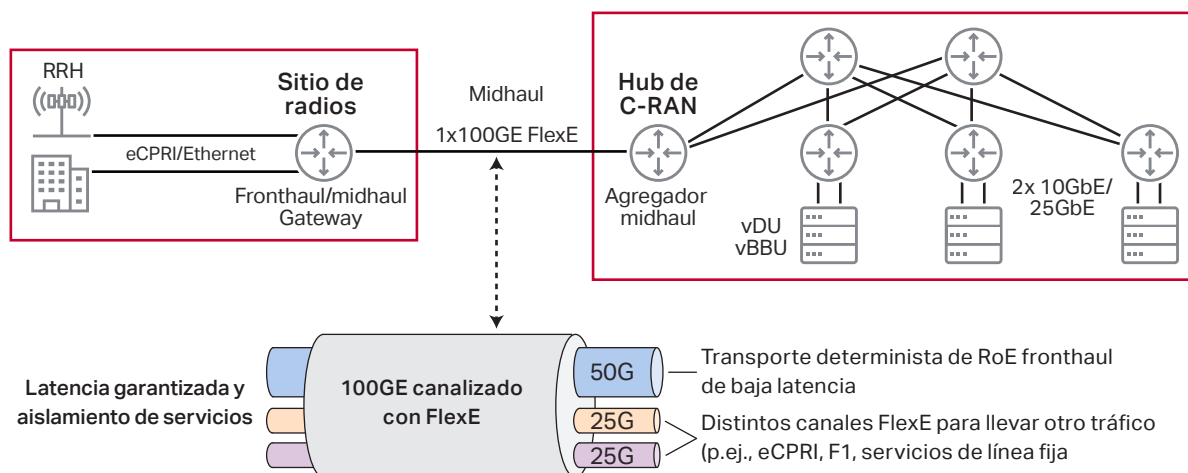 RRH
Sitio de
radios
eCPRI/Ethernet
Fronthaul/midhaul
Gateway
Midhaul
1x100GE FlexE
Hub de
C-RAN
Agregador
midhaul
vDU
vBBU
2x 10GbE/
25GbE
Latencia garantizada y
aislamiento de servicios
100GE canalizado
con FlexE
50G
25G
25G
Transporte determinista de RoE fronthaul
de baja latencia
Distintos canales FlexE para llevar otro tráfico
(p.ej., eCPRI, F1, servicios de línea fija